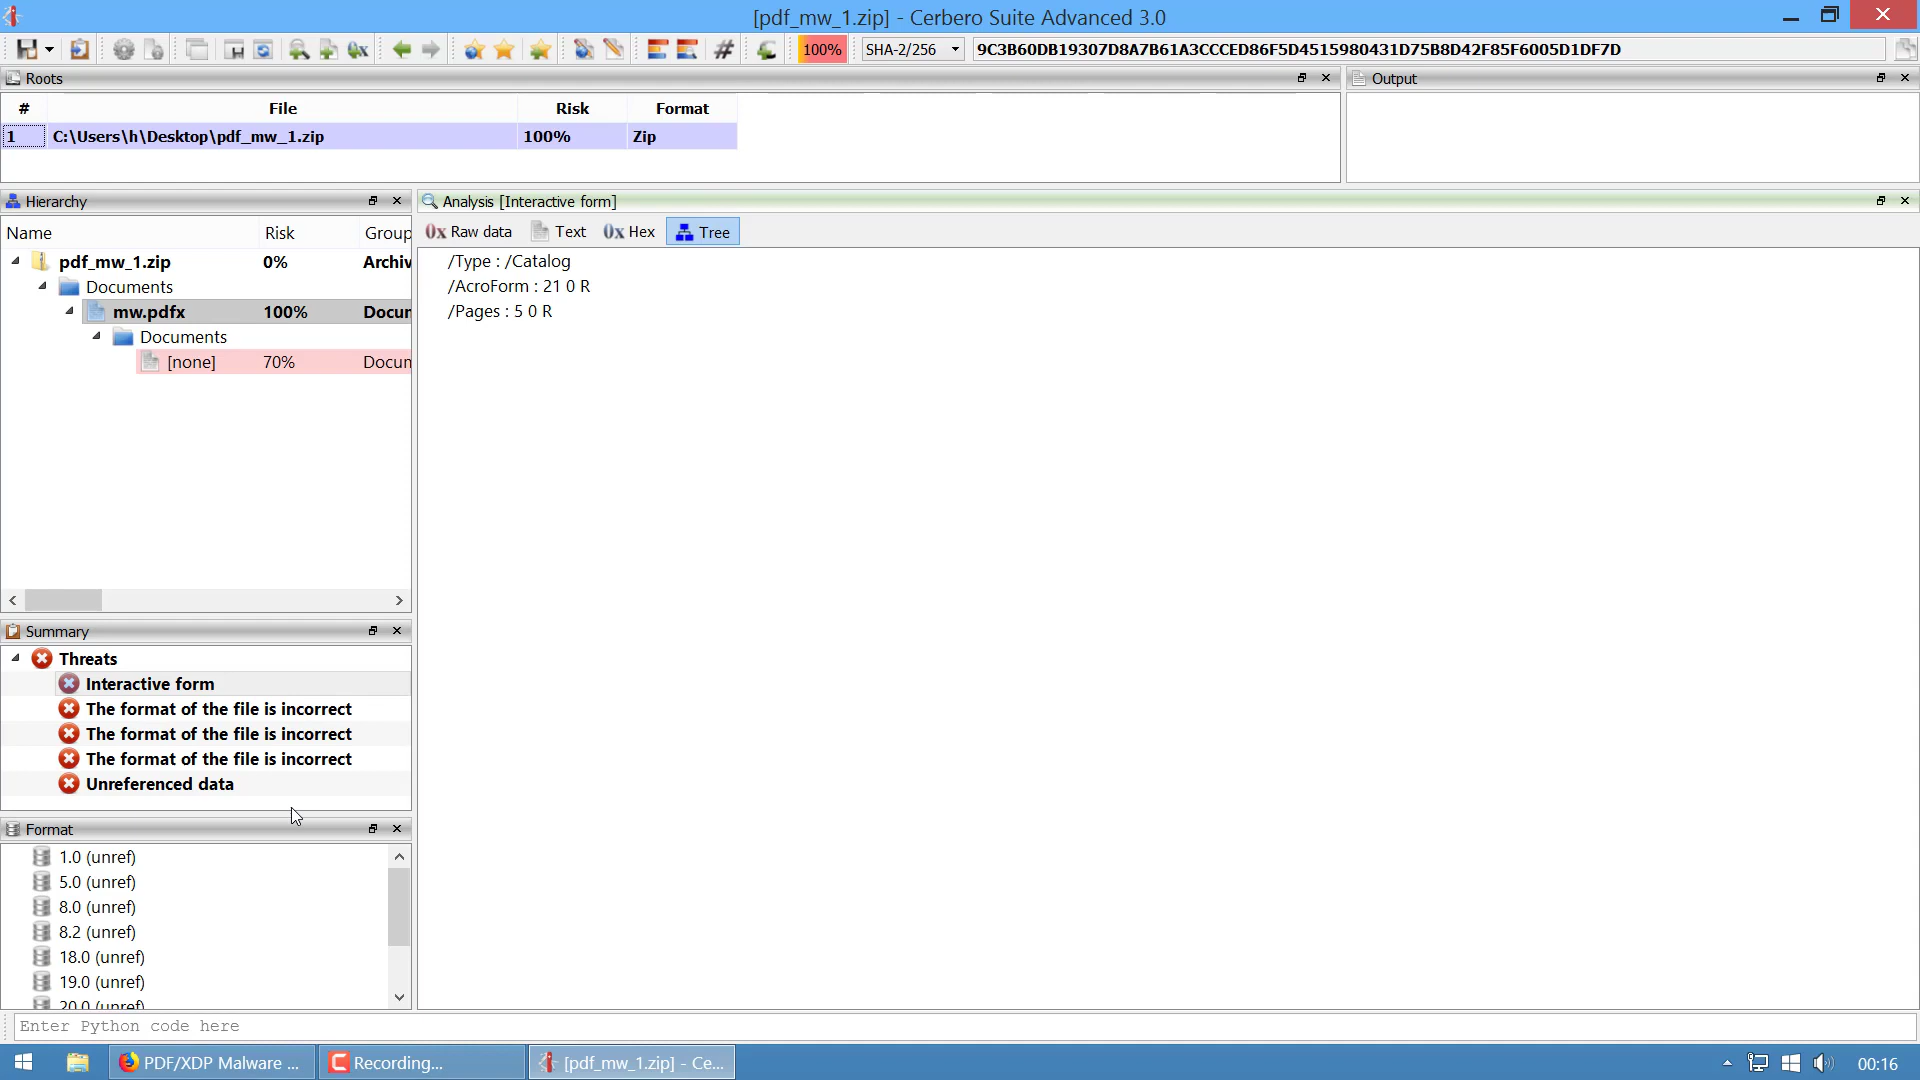 [pdf_mw_1.zip] - Cerbero Suite Advanced 3.0
100% SHA-2/256 9C3B60DB19307D8A7B61A3CCCED86F5D4515980431D75B8D42F85F6005D1DF7D
Roots
Output
# File Risk Format
1 C:\Users\h\Desktop\pdf_mw_1.zip 100% Zip
Hierarchy
Name Risk Group
pdf_mw_1.zip 0% Archiv
Documents
mw.pdfx 100% Docun
Documents
[none] 70% Docun
Analysis [Interactive form]
0x Raw data Text 0x Hex Tree
/Type : /Catalog
/AcroForm : 21 0 R
/Pages : 5 0 R
Summary
Threats
Interactive form
The format of the file is incorrect
The format of the file is incorrect
The format of the file is incorrect
Unreferenced data
Format
1.0 (unref)
5.0 (unref)
8.0 (unref)
8.2 (unref)
18.0 (unref)
19.0 (unref)
20.0 (unref)
Enter Python code here
PDF/XDP Malware ... Recording... [pdf_mw_1.zip] - Ce... 00:16